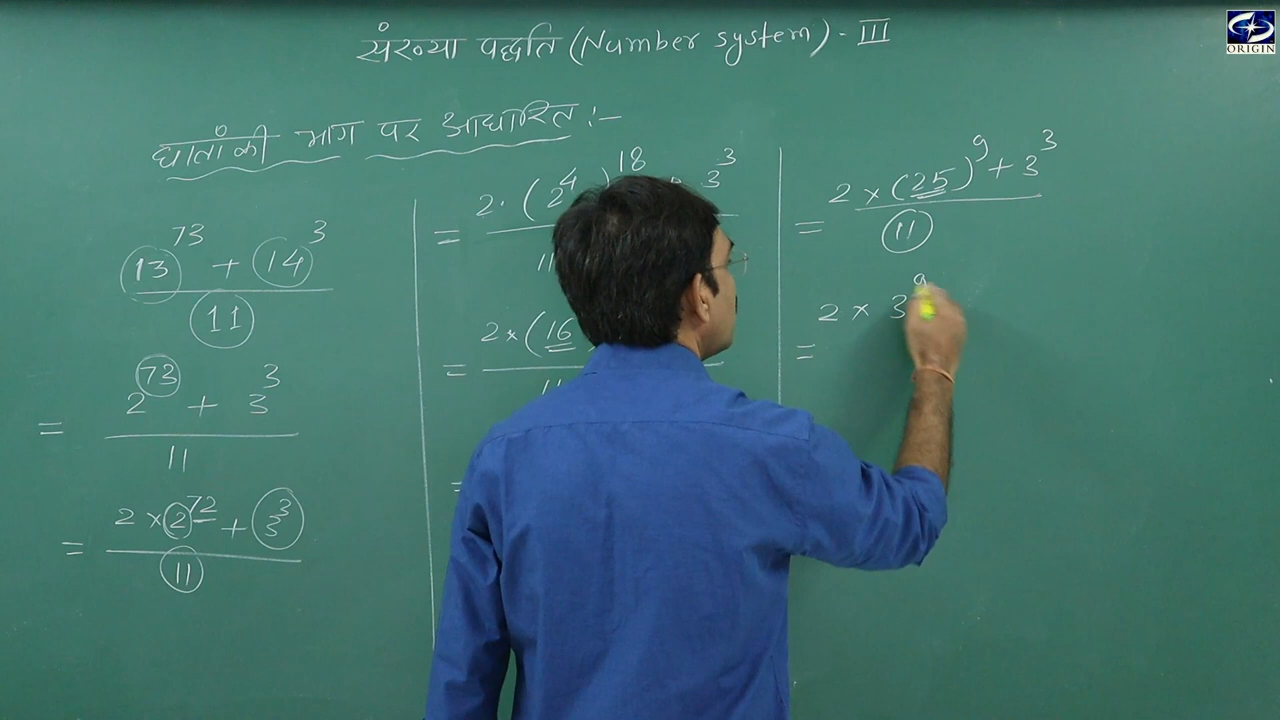 संख्या पद्धति (Number system) - III
ORIGIN
घातांकी भाग पर आधारित :-
13^73 + 14^3
11
= 2^73 + 3^3
11
= 2 × 2^72 + 3^3
11
= 2 · (2^4)^18 3^3
11
= 2 × (16
11
=
= 2 × (25)^9 + 3^3
11
= 2 × 3^9